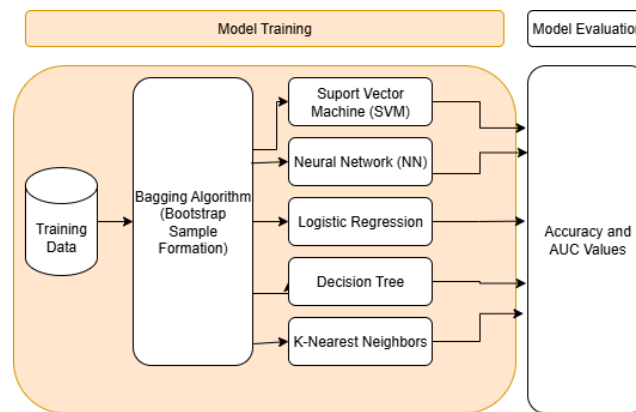 Model Training
Model Evaluation
Suport Vector
Machine (SVM)
Neural Network (NN)
Bagging Algorithm
(Bootstrap
Sample
Formation)
Training
Data
Logistic Regression
Accuracy and
AUC Values
Decision Tree
K-Nearest Neighbors